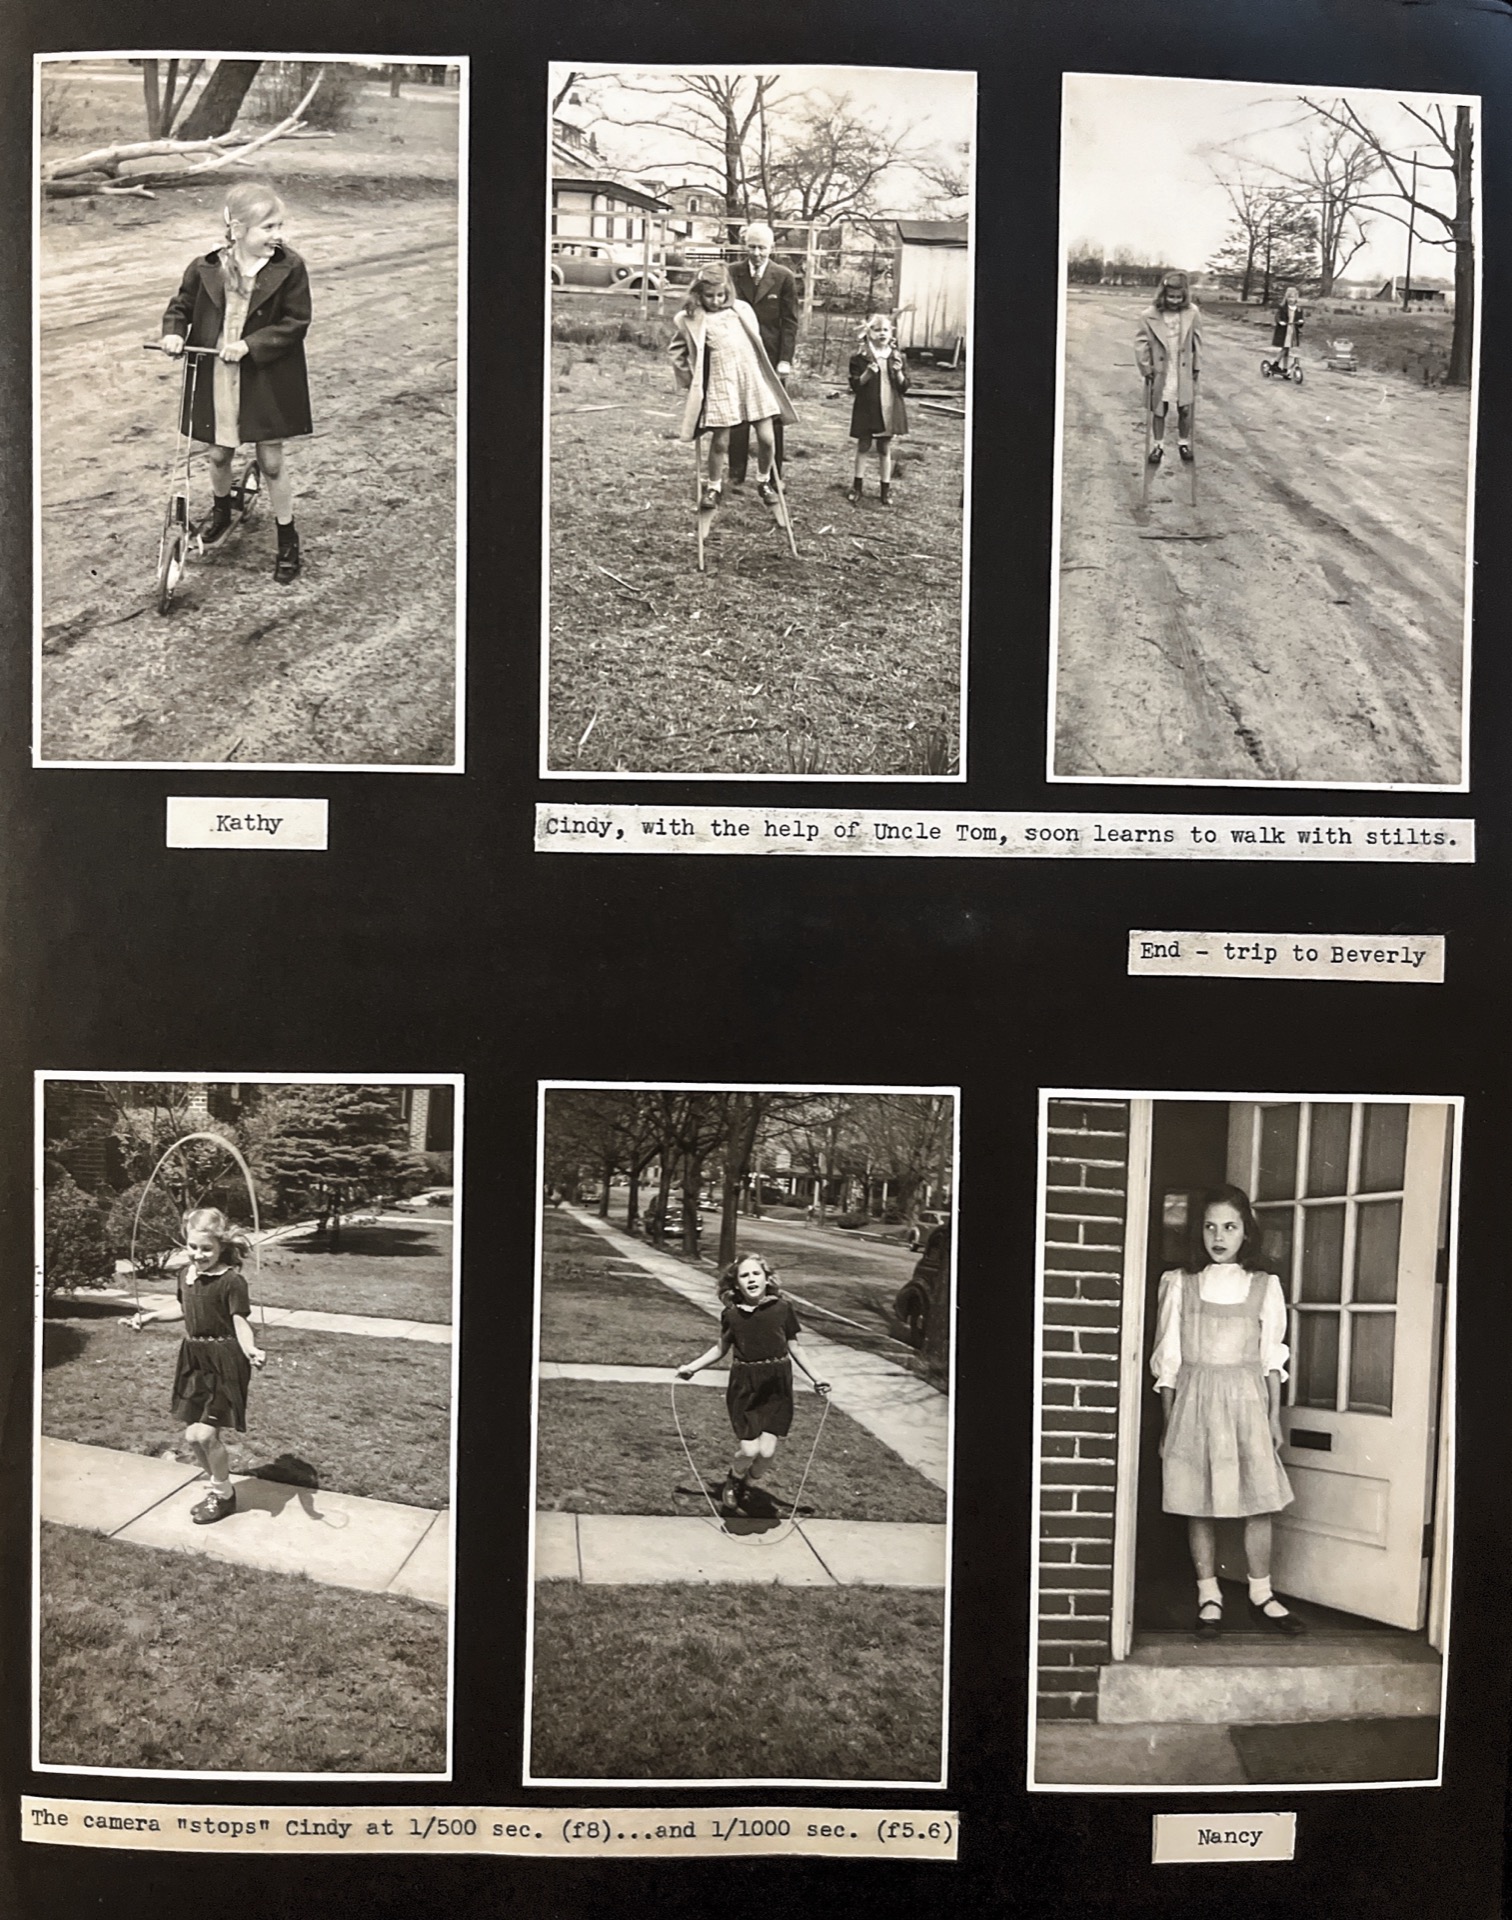 Kathy
Cindy, with the help of Uncle Tom, soon learns to walk with stilts.
End - trip to Beverly
The camera "stops" Cindy at 1/500 sec. (f8)...and 1/1000 sec. (f5.6)
Nancy